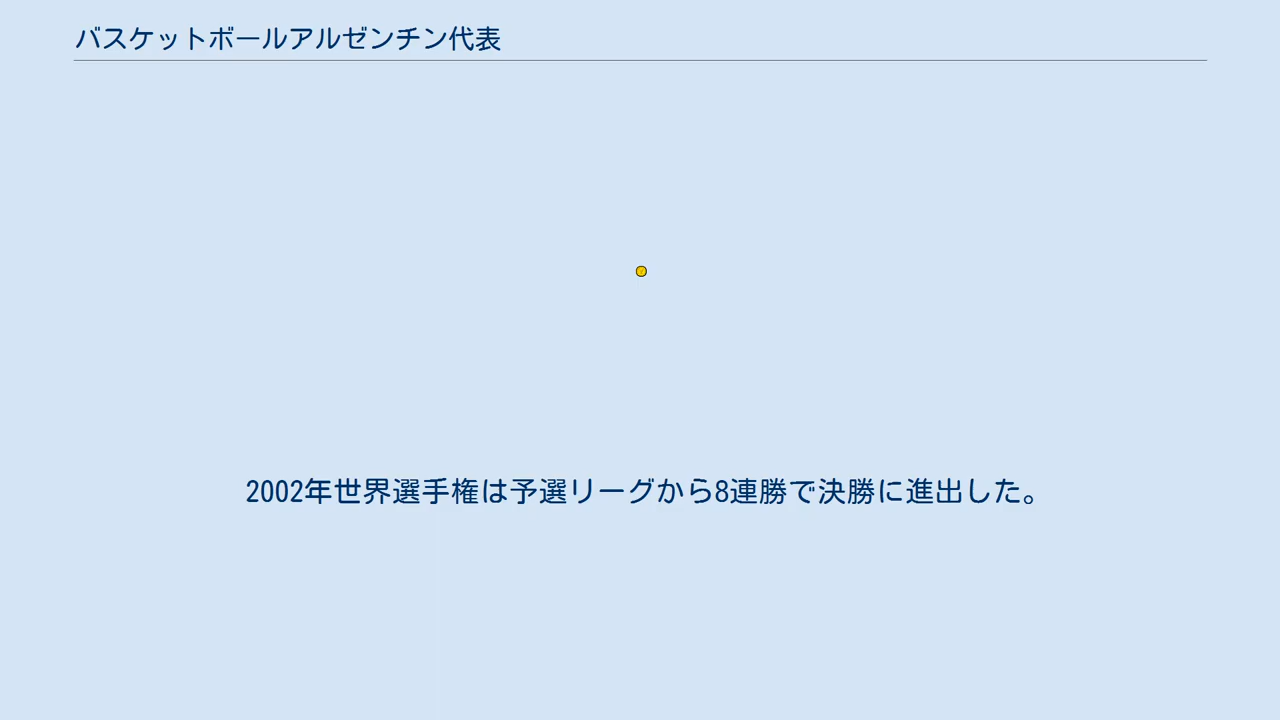 バスケットボールアルゼンチン代表
2002年世界選手権は予選リーグから8連勝で決勝に進出した。